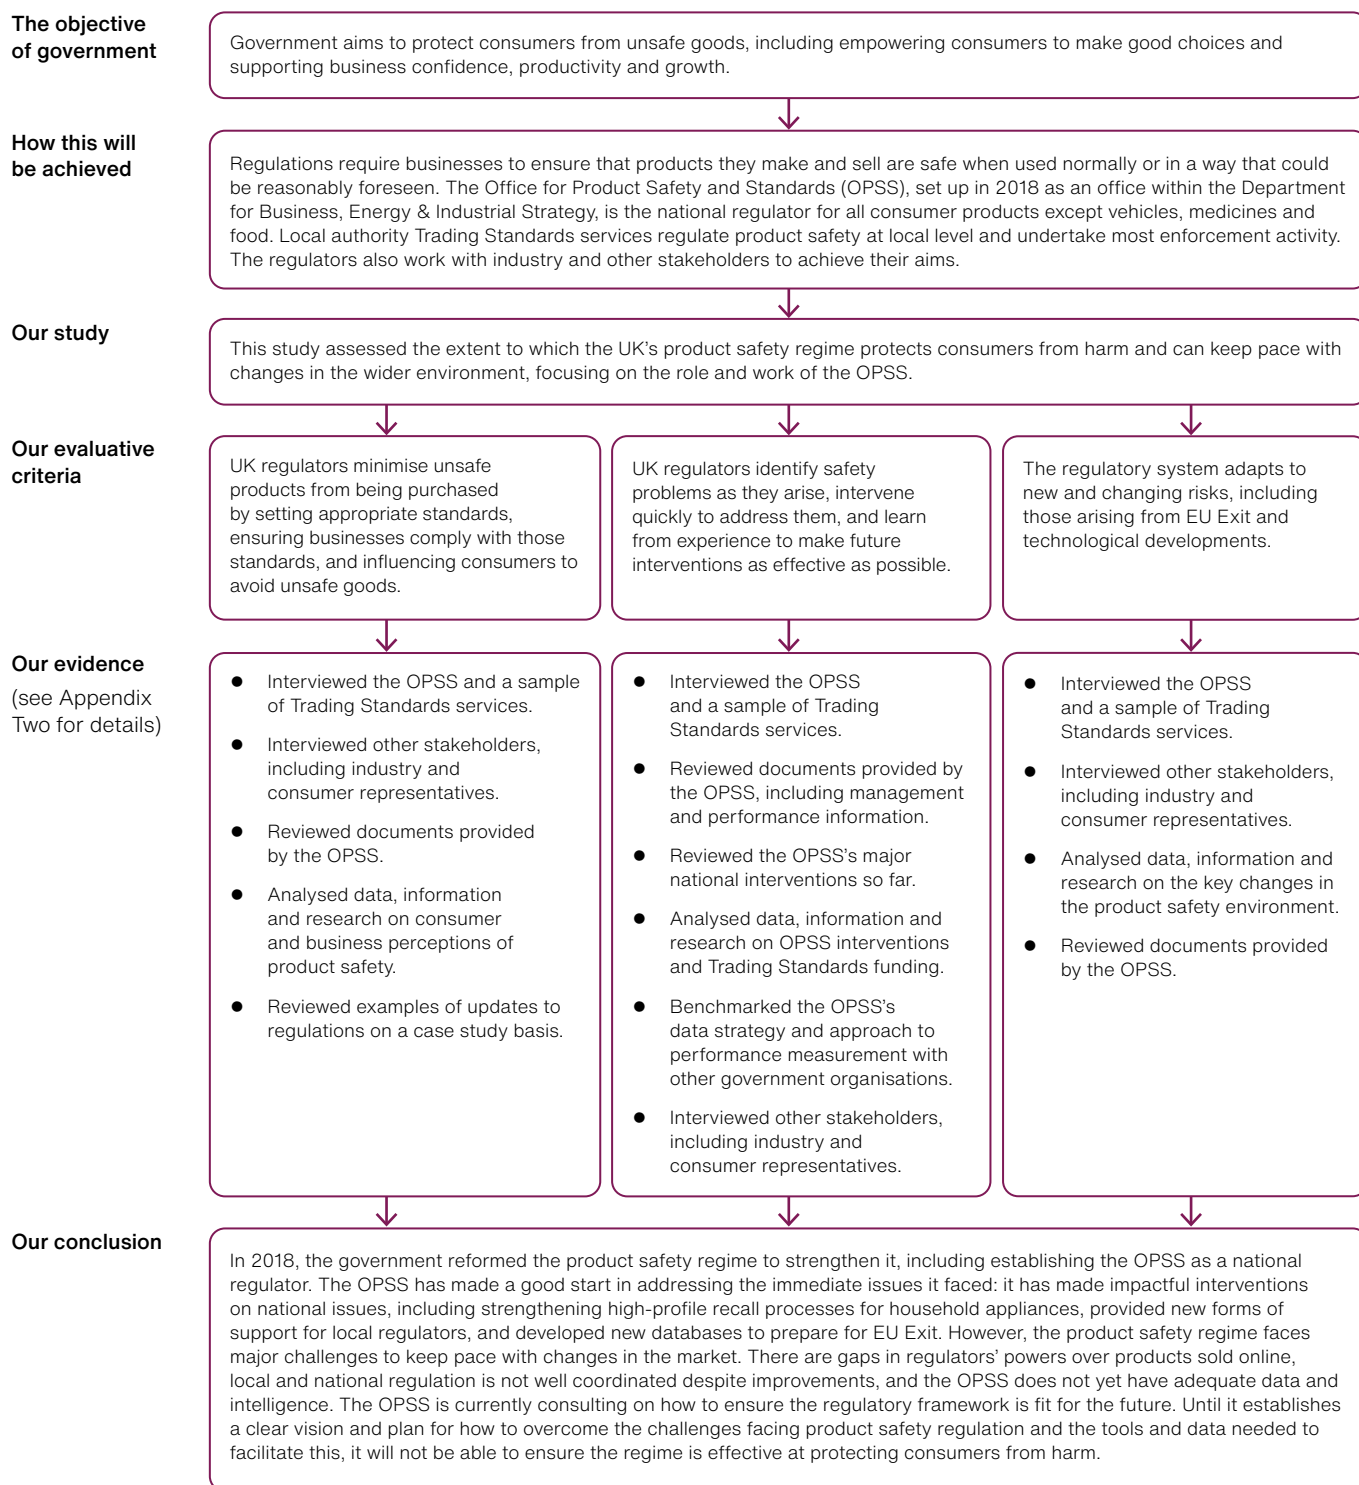 The objective
of government
Government aims to protect consumers from unsafe goods, including empowering consumers to make good choices and
supporting business confidence, productivity and growth.
How this will
be achieved
Regulations require businesses to ensure that products they make and sell are safe when used normally or in a way that could
be reasonably foreseen. The Office for Product Safety and Standards (OPSS), set up in 2018 as an office within the Department
for Business, Energy & Industrial Strategy, is the national regulator for all consumer products except vehicles, medicines and
food. Local authority Trading Standards services regulate product safety at local level and undertake most enforcement activity.
The regulators also work with industry and other stakeholders to achieve their aims.
Our study
This study assessed the extent to which the UK's product safety regime protects consumers from harm and can keep pace with
changes in the wider environment, focusing on the role and work of the OPSS.
Our evaluative
criteria
UK regulators minimise unsafe
products from being purchased
by setting appropriate standards,
ensuring businesses comply with those
standards, and influencing consumers to
avoid unsafe goods.
UK regulators identify safety
problems as they arise, intervene
quickly to address them, and learn
from experience to make future
interventions as effective as possible.
The regulatory system adapts to
new and changing risks, including
those arising from EU Exit and
technological developments.
Our evidence
(see Appendix
Two for details)
● Interviewed the OPSS and a sample
of Trading Standards services.
● Interviewed other stakeholders,
including industry and
consumer representatives.
● Reviewed documents provided
by the OPSS.
● Analysed data, information
and research on consumer
and business perceptions of
product safety.
● Reviewed examples of updates to
regulations on a case study basis.
● Interviewed the OPSS
and a sample of Trading
Standards services.
● Reviewed documents provided by
the OPSS, including management
and performance information.
● Reviewed the OPSS's major
national interventions so far.
● Analysed data, information and
research on OPSS interventions
and Trading Standards funding.
● Benchmarked the OPSS's
data strategy and approach to
performance measurement with
other government organisations.
● Interviewed other stakeholders,
including industry and
consumer representatives.
● Interviewed the OPSS
and a sample of Trading
Standards services.
● Interviewed other stakeholders,
including industry and
consumer representatives.
● Analysed data, information and
research on the key changes in
the product safety environment.
● Reviewed documents provided
by the OPSS.
Our conclusion
In 2018, the government reformed the product safety regime to strengthen it, including establishing the OPSS as a national
regulator. The OPSS has made a good start in addressing the immediate issues it faced: it has made impactful interventions
on national issues, including strengthening high-profile recall processes for household appliances, provided new forms of
support for local regulators, and developed new databases to prepare for EU Exit. However, the product safety regime faces
major challenges to keep pace with changes in the market. There are gaps in regulators' powers over products sold online,
local and national regulation is not well coordinated despite improvements, and the OPSS does not yet have adequate data and
intelligence. The OPSS is currently consulting on how to ensure the regulatory framework is fit for the future. Until it establishes
a clear vision and plan for how to overcome the challenges facing product safety regulation and the tools and data needed to
facilitate this, it will not be able to ensure the regime is effective at protecting consumers from harm.